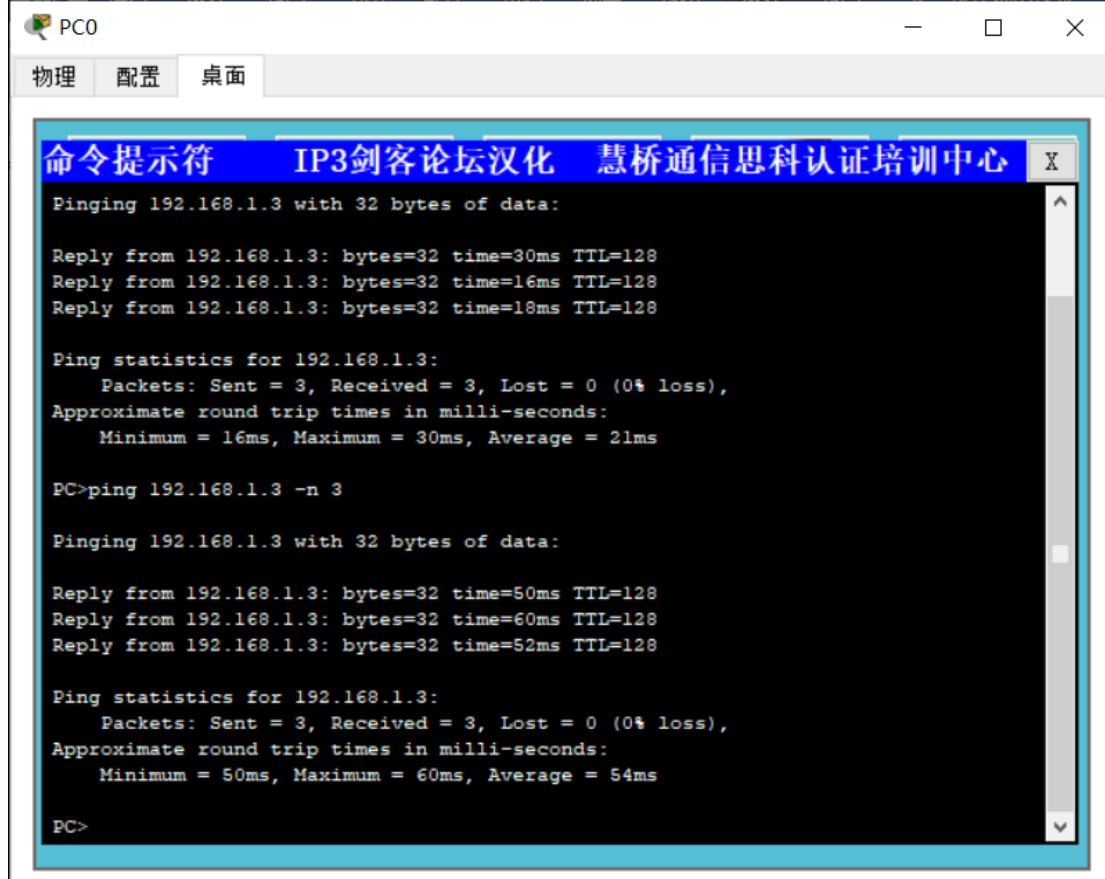 PC0
物理 配置 桌面
命令提示符 IP3剑客论坛汉化 慧桥通信思科认证培训中心 X
Pinging 192.168.1.3 with 32 bytes of data:
Reply from 192.168.1.3: bytes=32 time=30ms TTL=128
Reply from 192.168.1.3: bytes=32 time=16ms TTL=128
Reply from 192.168.1.3: bytes=32 time=18ms TTL=128
Ping statistics for 192.168.1.3:
Packets: Sent = 3, Received = 3, Lost = 0 (0% loss),
Approximate round trip times in milli-seconds:
Minimum = 16ms, Maximum = 30ms, Average = 21ms
PC>ping 192.168.1.3 -n 3
Pinging 192.168.1.3 with 32 bytes of data:
Reply from 192.168.1.3: bytes=32 time=50ms TTL=128
Reply from 192.168.1.3: bytes=32 time=60ms TTL=128
Reply from 192.168.1.3: bytes=32 time=52ms TTL=128
Ping statistics for 192.168.1.3:
Packets: Sent = 3, Received = 3, Lost = 0 (0% loss),
Approximate round trip times in milli-seconds:
Minimum = 50ms, Maximum = 60ms, Average = 54ms
PC>